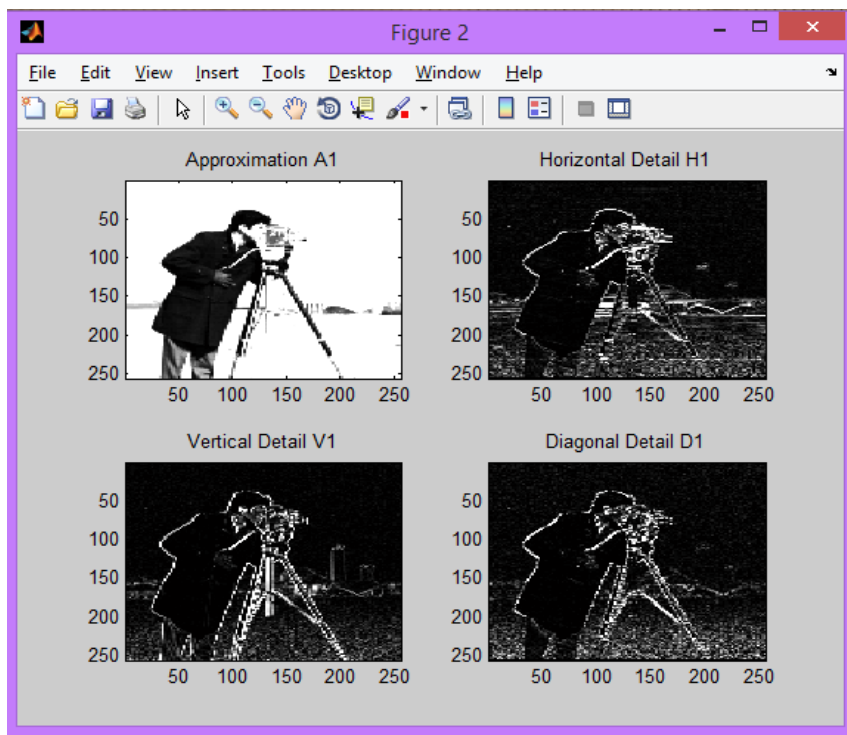 Figure 2
File Edit View Insert Tools Desktop Window Help
Approximation A1
50
100
150
200
250
50 100 150 200 250
Horizontal Detail H1
50
100
150
200
250
50 100 150 200 250
Vertical Detail V1
50
100
150
200
250
50 100 150 200 250
Diagonal Detail D1
50
100
150
200
250
50 100 150 200 250